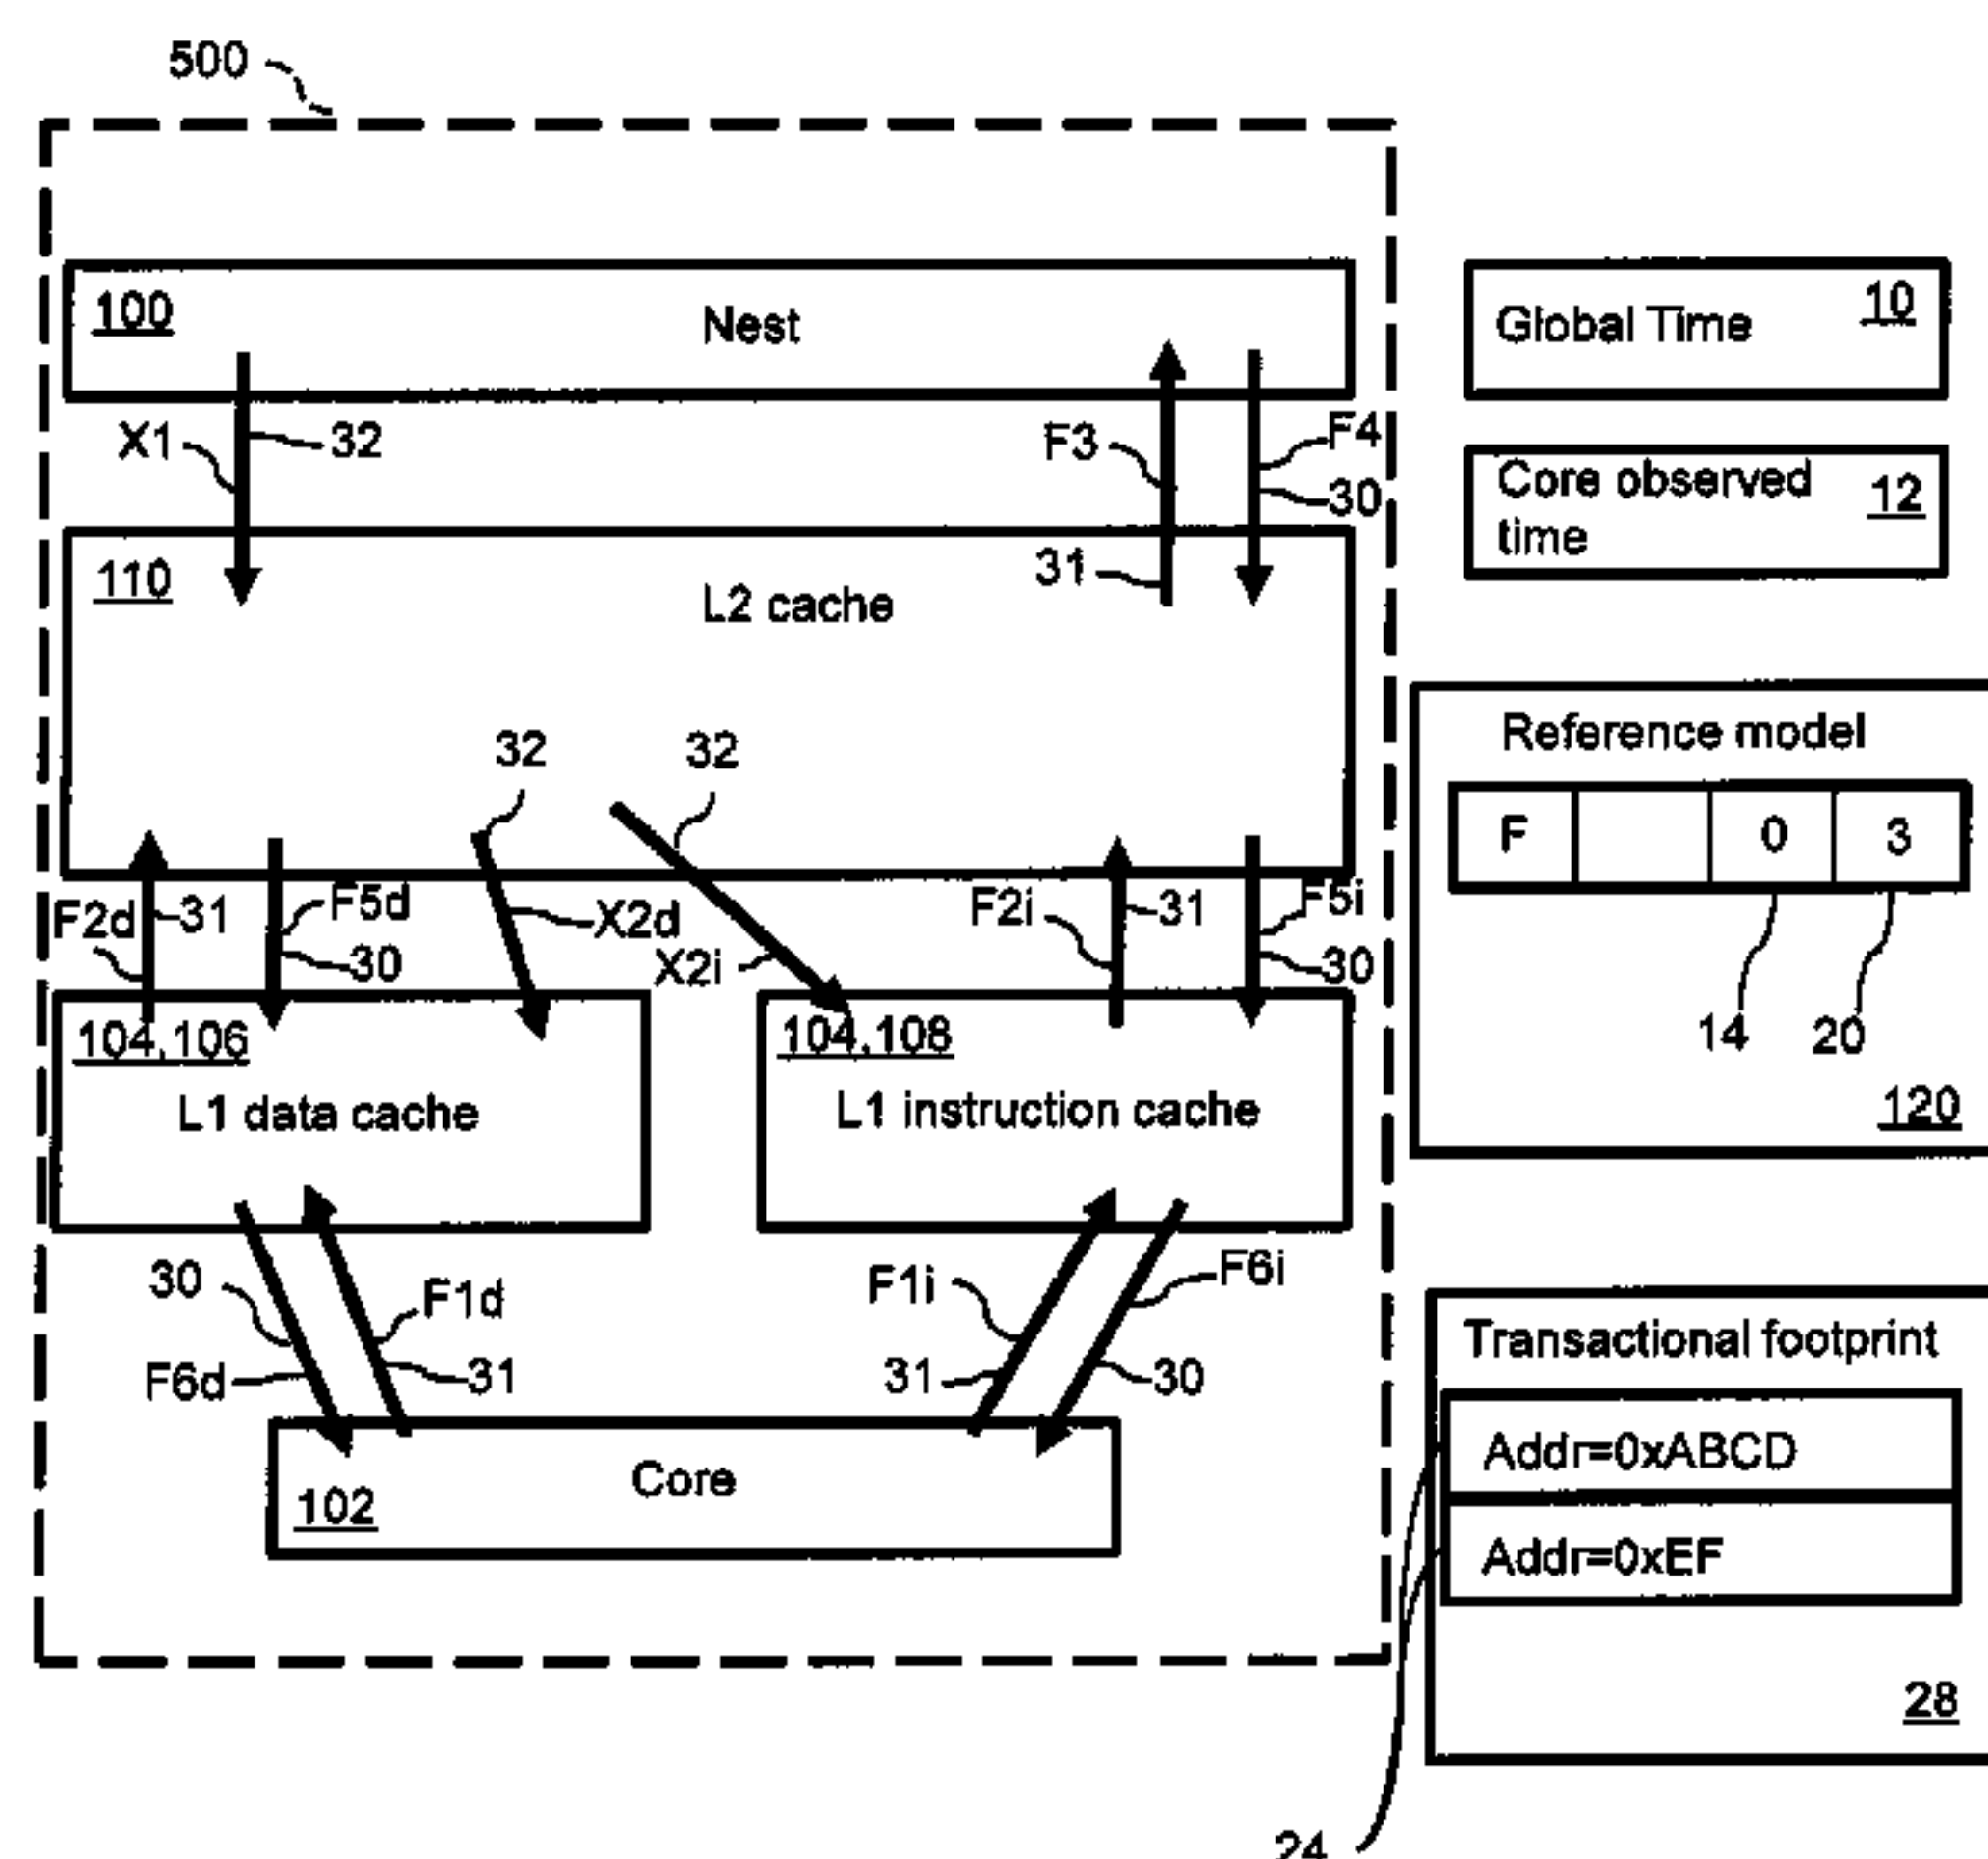 500
100
Nest
Global Time
10
X1
32
F3
F4
30
Core observed
time
12
110
L2 cache
31
32
32
Reference model
F
0
3
F2d
31
F5d
30
X2d
X2i
F2i
31
F5i
30
14
20
120
104,106
L1 data cache
104,108
L1 instruction cache
30
F6d
F1d
31
F1i
31
F6i
30
Transactional footprint
Addr=0xABCD
Addr=0xEF
28
102
Core
24